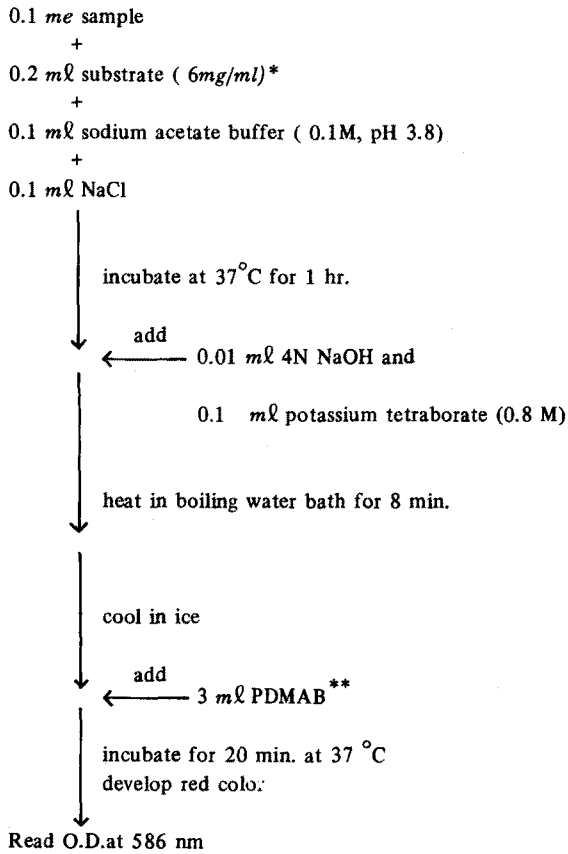 0.1 me sample
+
0.2 mℓ substrate ( 6mg/ml)*
+
0.1 mℓ sodium acetate buffer ( 0.1M, pH 3.8)
+
0.1 mℓ NaCl
incubate at 37°C for 1 hr.
add
0.01 mℓ 4N NaOH and
0.1 mℓ potassium tetraborate (0.8 M)
heat in boiling water bath for 8 min.
cool in ice
add
3 mℓ PDMAB**
incubate for 20 min. at 37 °C
develop red colo:
Read O.D.at 586 nm